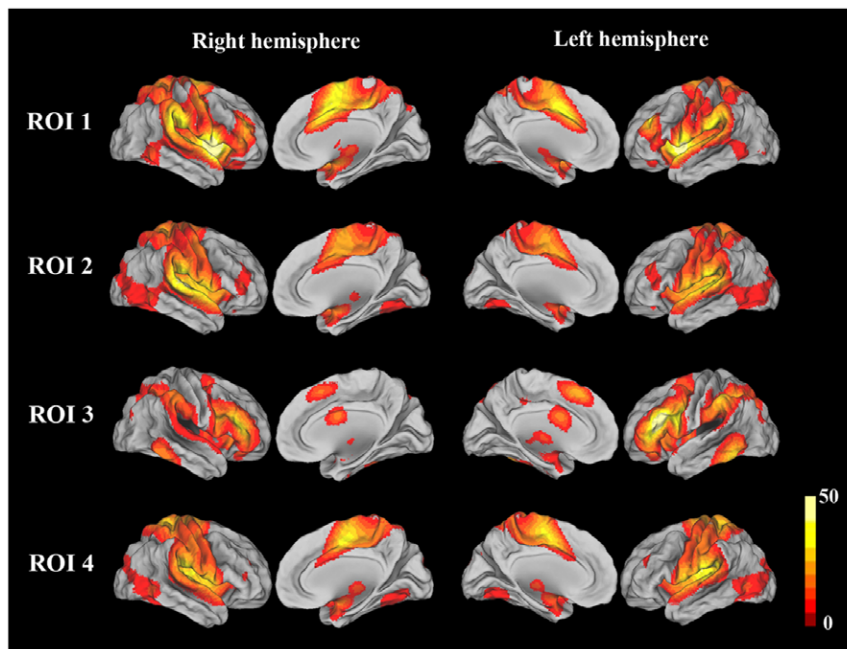 Right hemisphere
Left hemisphere
ROI 1
ROI 2
ROI 3
50
ROI 4
0